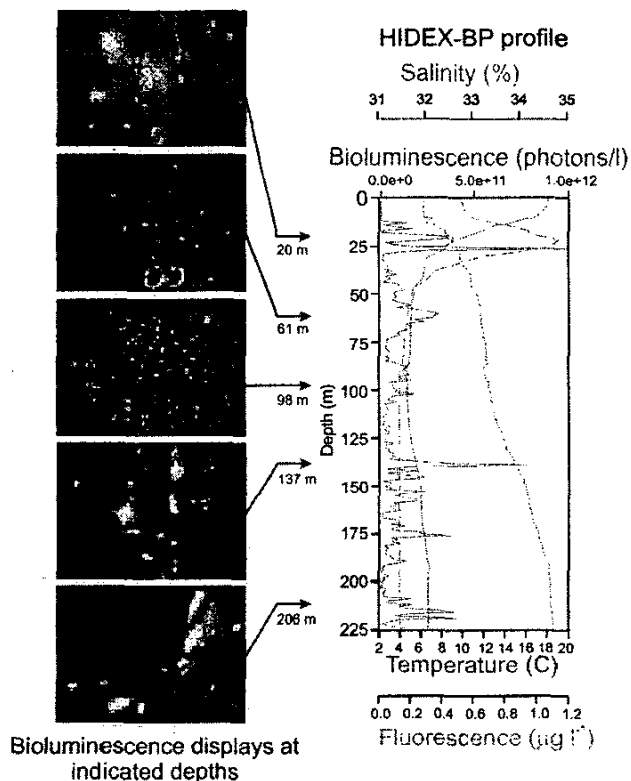 HIDEX-BP profile
Salinity (%)
31 32 33 34 35
Bioluminescence (photons/l)
0.0e+0 5.0e+11 1.0e+12
0
25
50
75
100
125
150
175
200
225
Depth (m)
20 m
61 m
98 m
137 m
206 m
2 4 6 8 10 12 14 16 18 20
Temperature (C)
0.0 0.2 0.4 0.6 0.8 1.0 1.2
Fluorescence (µg l⁻¹)
Bioluminescence displays at
indicated depths